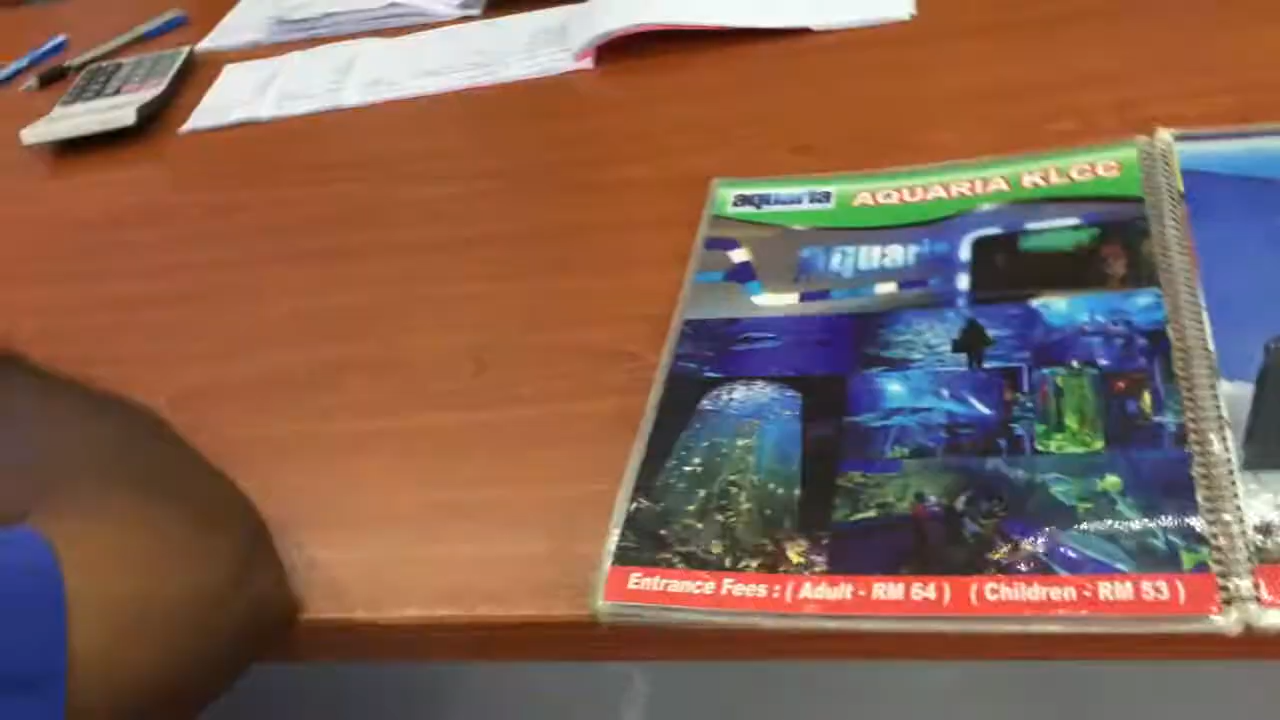 aquaria AQUARIA KLCC
aquaria
Entrance Fees : ( Adult - RM 64 ) ( Children - RM 53 )